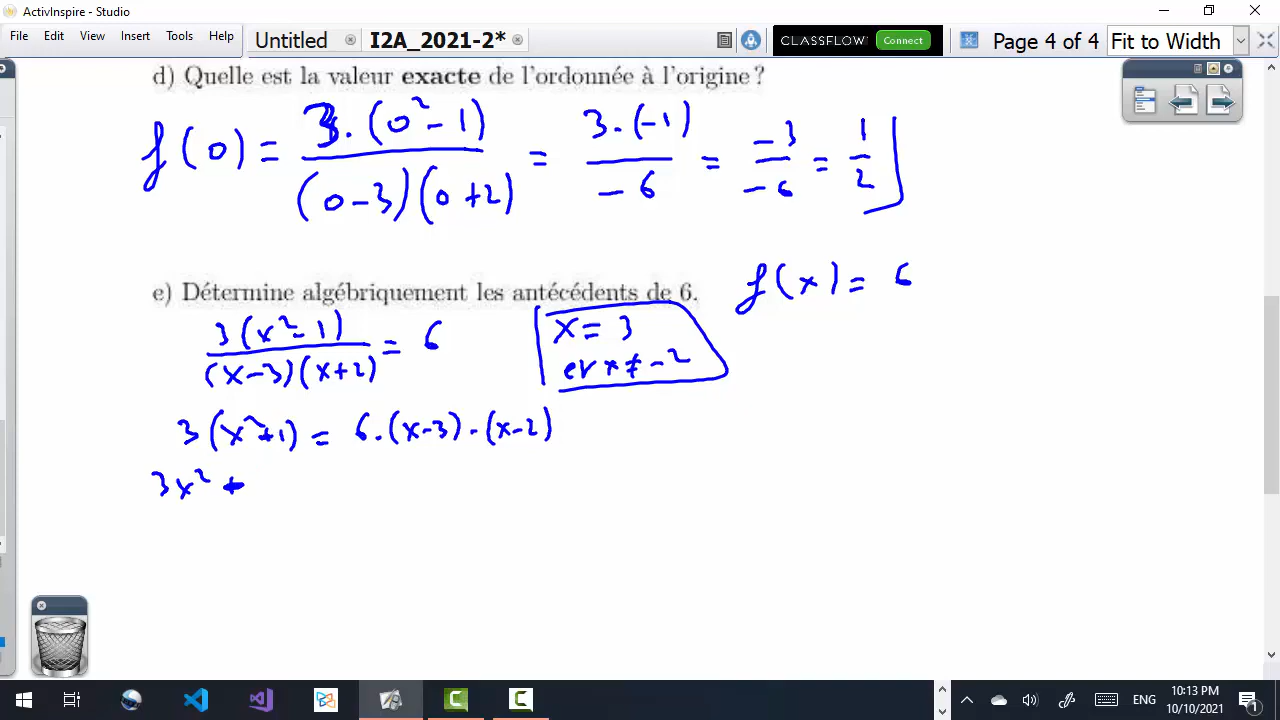 ActivInspire - Studio
File Edit View Insert Tools Help
Untitled
I2A_2021-2*
CLASSFLOW Connect
Page 4 of 4
Fit to Width
d) Quelle est la valeur exacte de l'ordonnée à l'origine ?
f(0) = 3·(0²-1) / (0-3)(0+2) = 3·(-1) / -6 = -3 / -6 = 1 / 2
e) Détermine algébriquement les antécédents de 6.
f(x) = 6
3(x²-1) / (x-3)(x+2) = 6
x = 3
et x ≠ -2
3(x²+1) = 6·(x-3)·(x-2)
3x² +
ENG
10:13 PM
10/10/2021
1